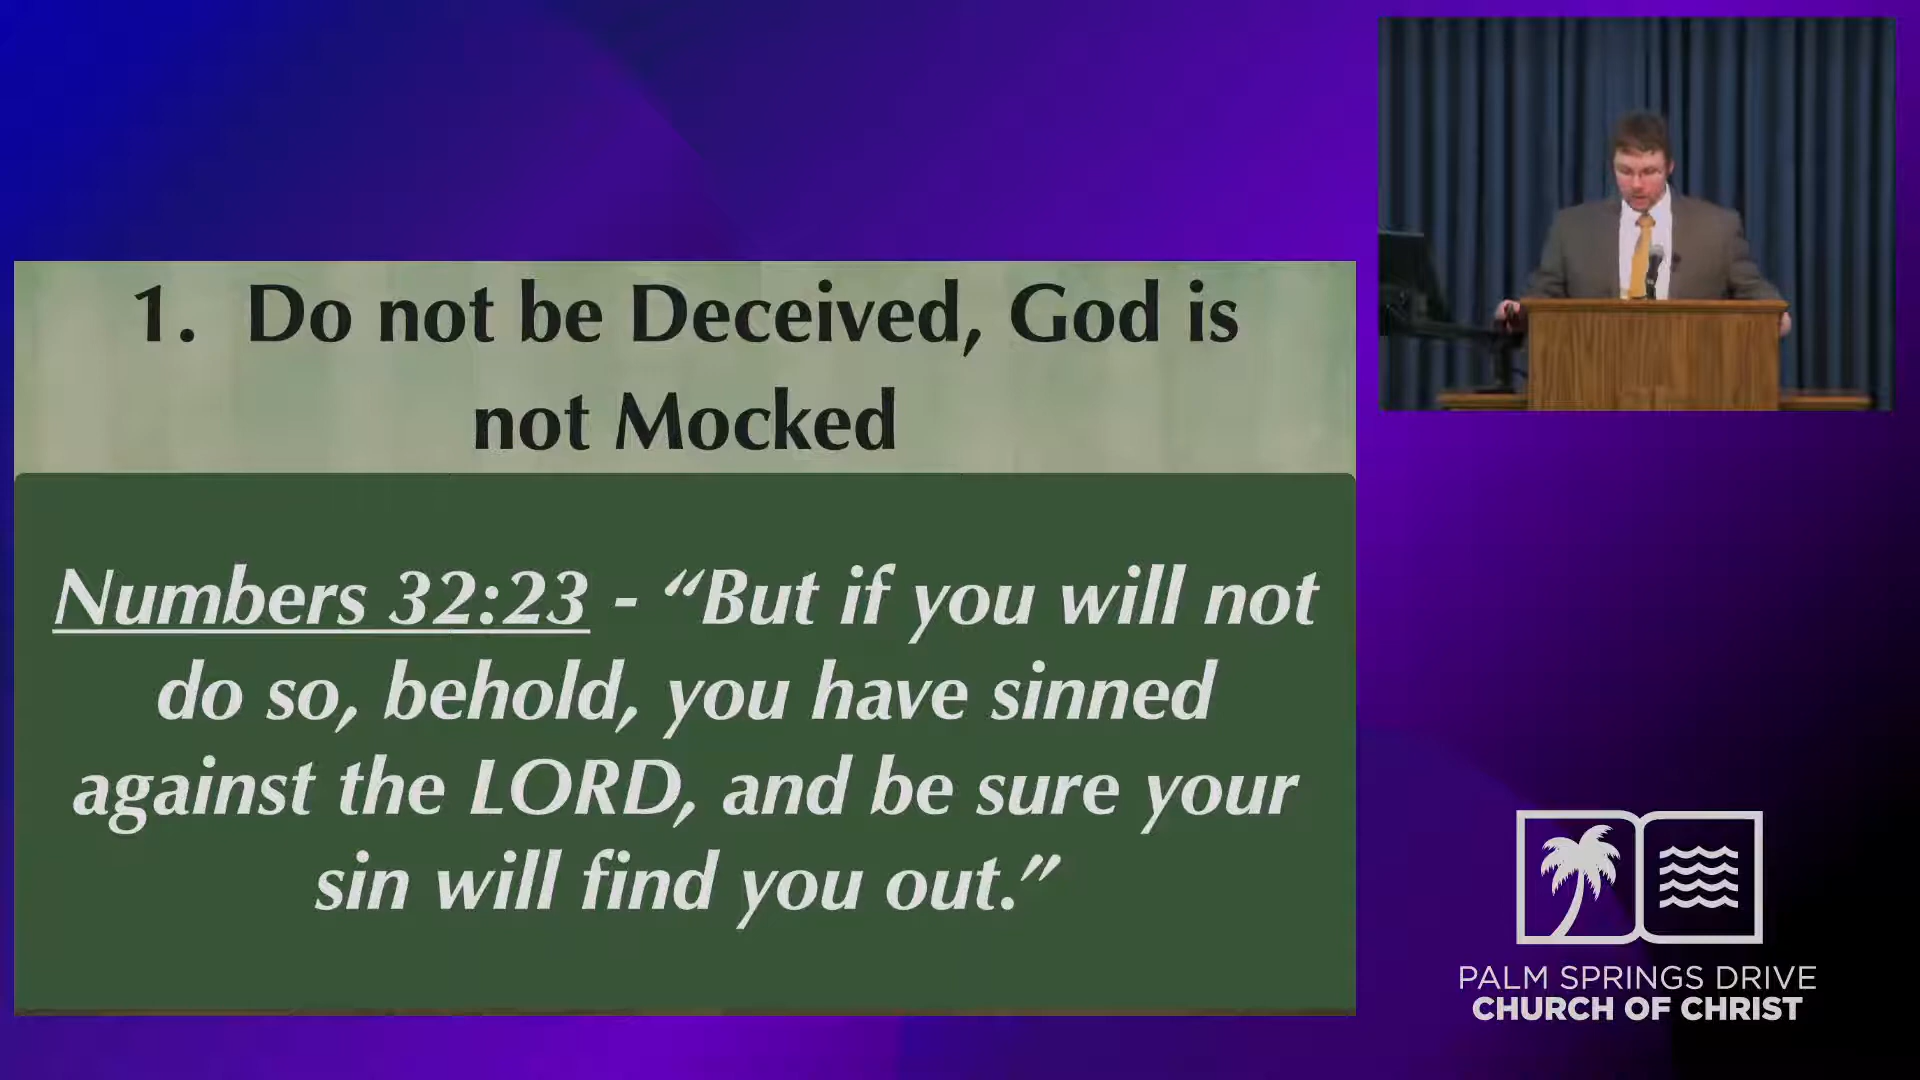 1. Do not be Deceived, God is
not Mocked
Numbers 32:23 - “But if you will not
do so, behold, you have sinned
against the LORD, and be sure your
sin will find you out.”
PALM SPRINGS DRIVE
CHURCH OF CHRIST